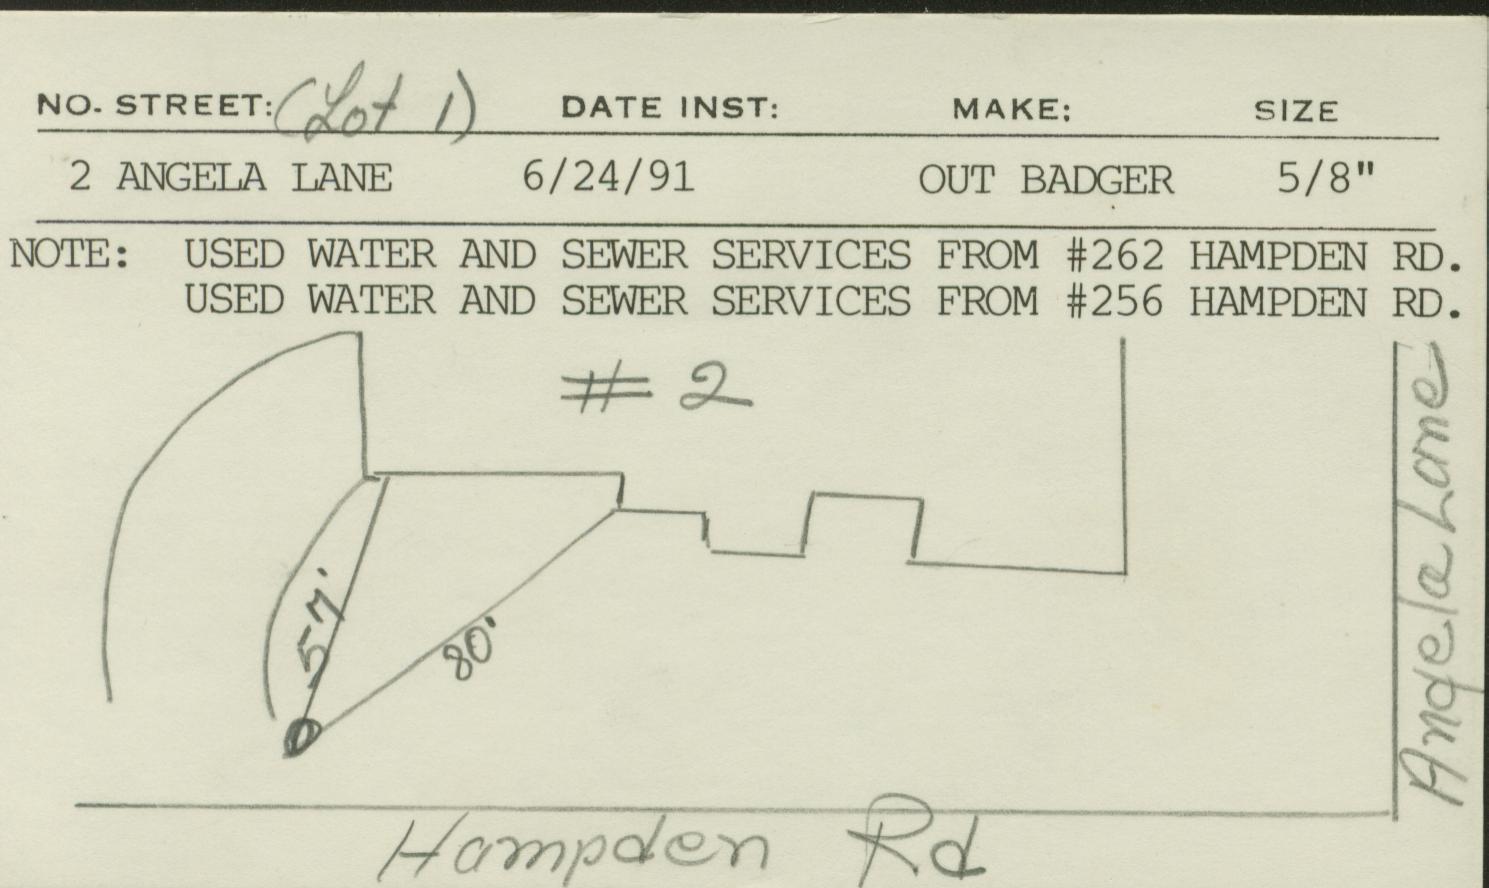 NO. STREET: (Lot 1) DATE INST: MAKE: SIZE
2 ANGELA LANE 6/24/91 OUT BADGER 5/8"
NOTE: USED WATER AND SEWER SERVICES FROM #262 HAMPDEN RD.
USED WATER AND SEWER SERVICES FROM #256 HAMPDEN RD.
# 2
57'
80'
Angela Lane
Hampden Rd